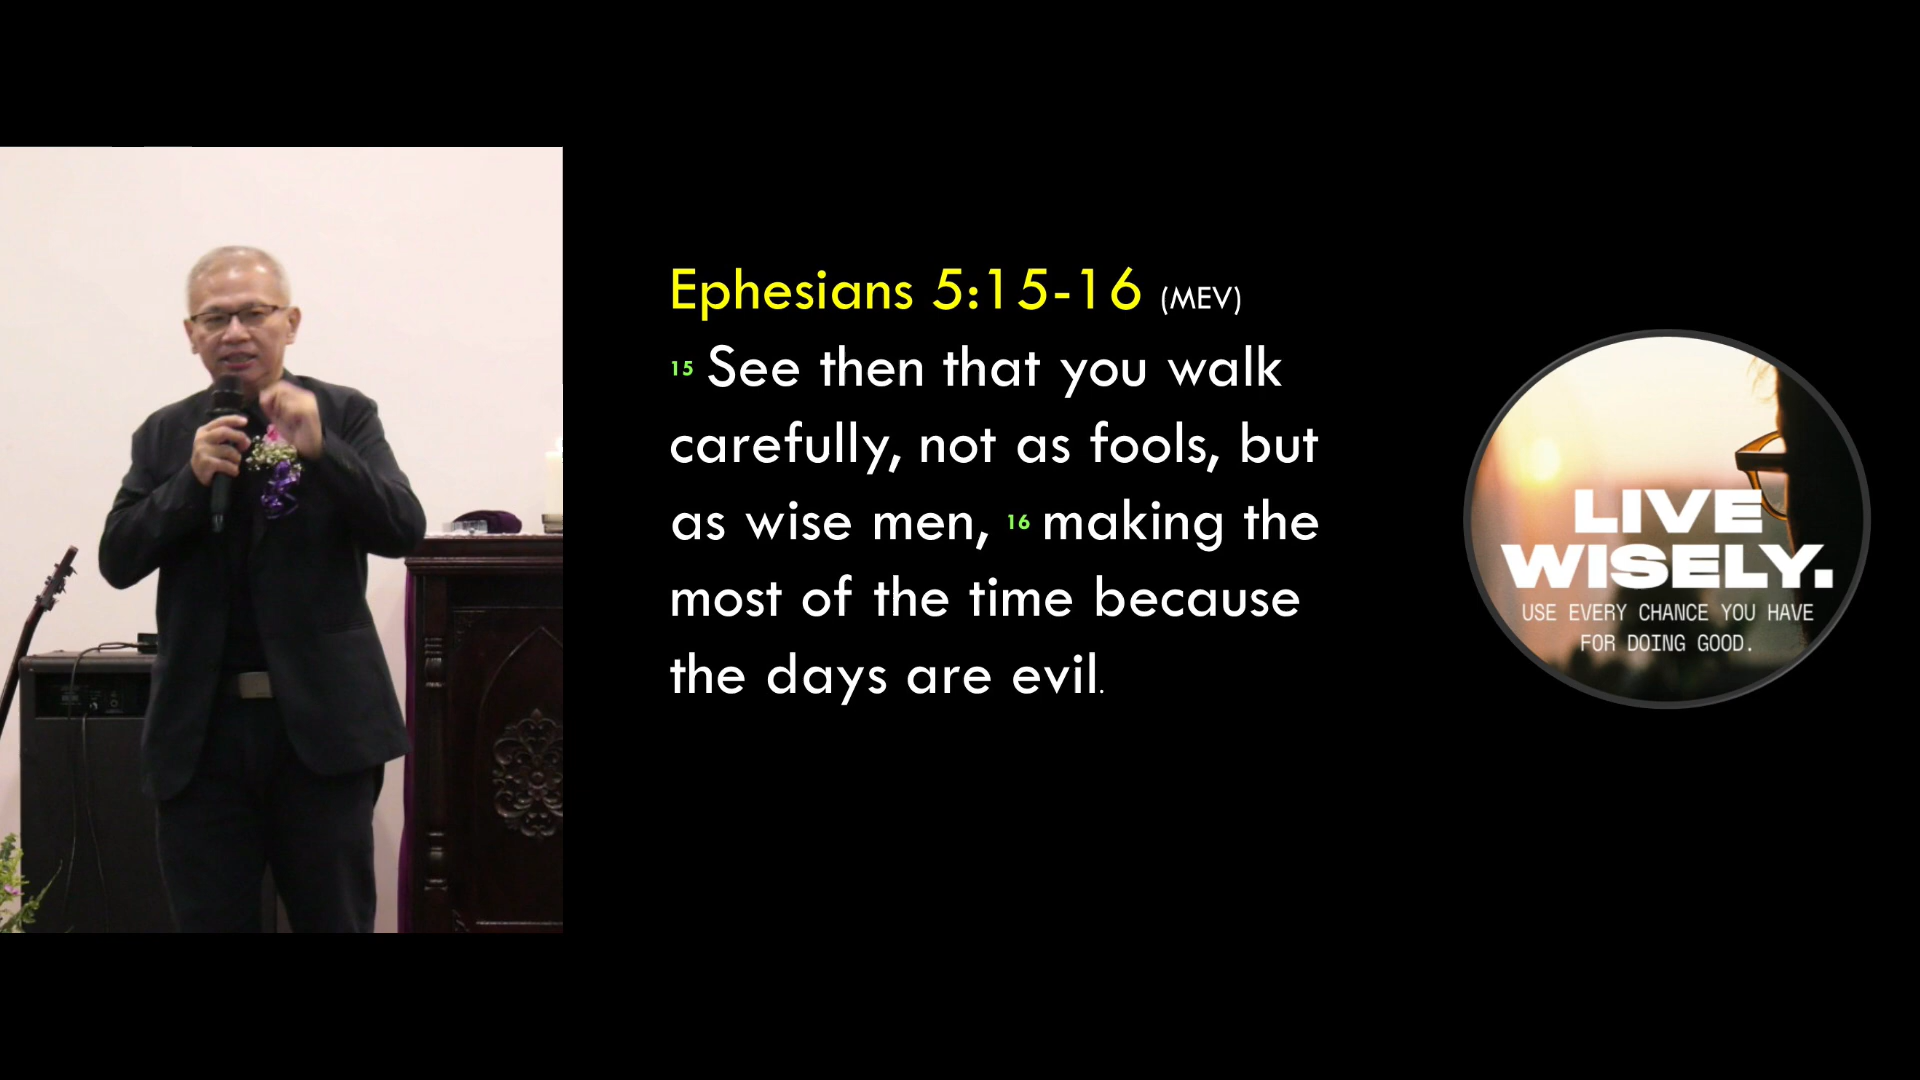 Ephesians 5:15-16 (MEV)
15 See then that you walk
carefully, not as fools, but
as wise men, 16 making the
most of the time because
the days are evil.
LIVE
WISELY.
USE EVERY CHANCE YOU HAVE
FOR DOING GOOD.